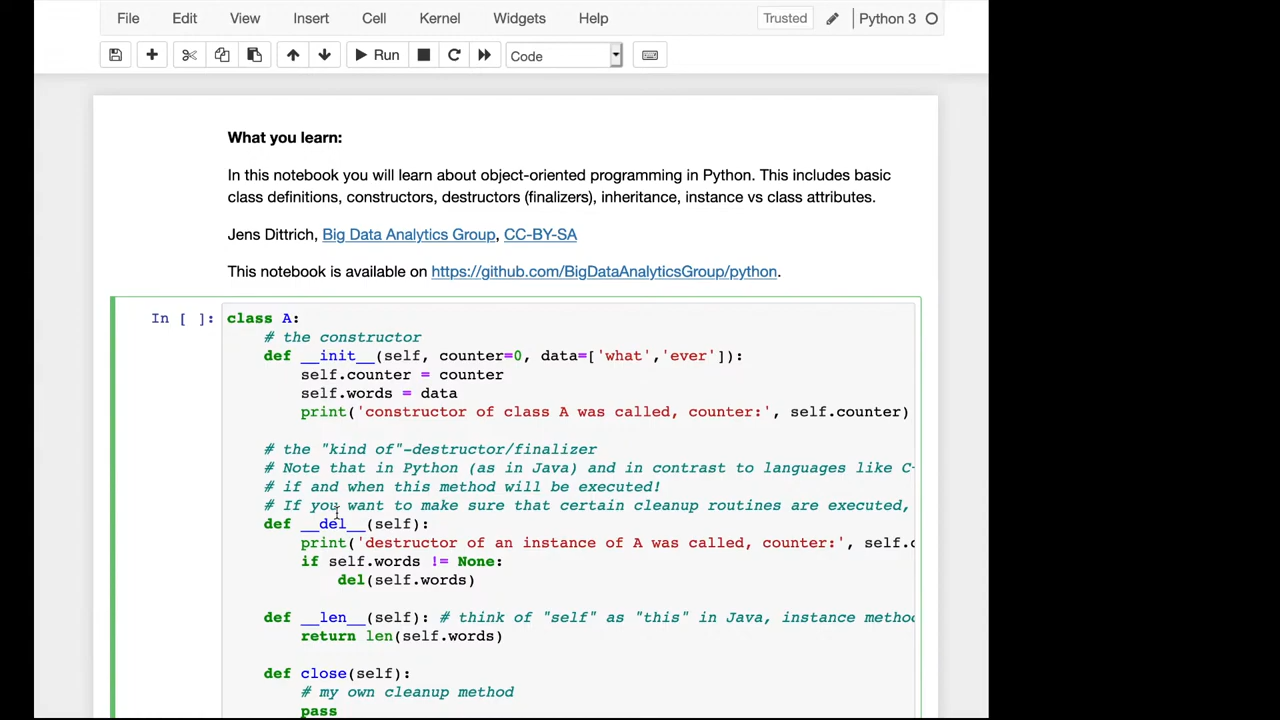 File Edit View Insert Cell Kernel Widgets Help Trusted Python 3
Run Code
What you learn:
In this notebook you will learn about object-oriented programming in Python. This includes basic
class definitions, constructors, destructors (finalizers), inheritance, instance vs class attributes.
Jens Dittrich, Big Data Analytics Group, CC-BY-SA
This notebook is available on https://github.com/BigDataAnalyticsGroup/python.
In [ ]: class A:
# the constructor
def __init__(self, counter=0, data=['what','ever']):
self.counter = counter
self.words = data
print('constructor of class A was called, counter:', self.counter)
# the "kind of"-destructor/finalizer
# Note that in Python (as in Java) and in contrast to languages like C
# if and when this method will be executed!
# If you want to make sure that certain cleanup routines are executed,
def __del__(self):
print('destructor of an instance of A was called, counter:', self.c
if self.words != None:
del(self.words)
def __len__(self): # think of "self" as "this" in Java, instance metho
return len(self.words)
def close(self):
# my own cleanup method
pass